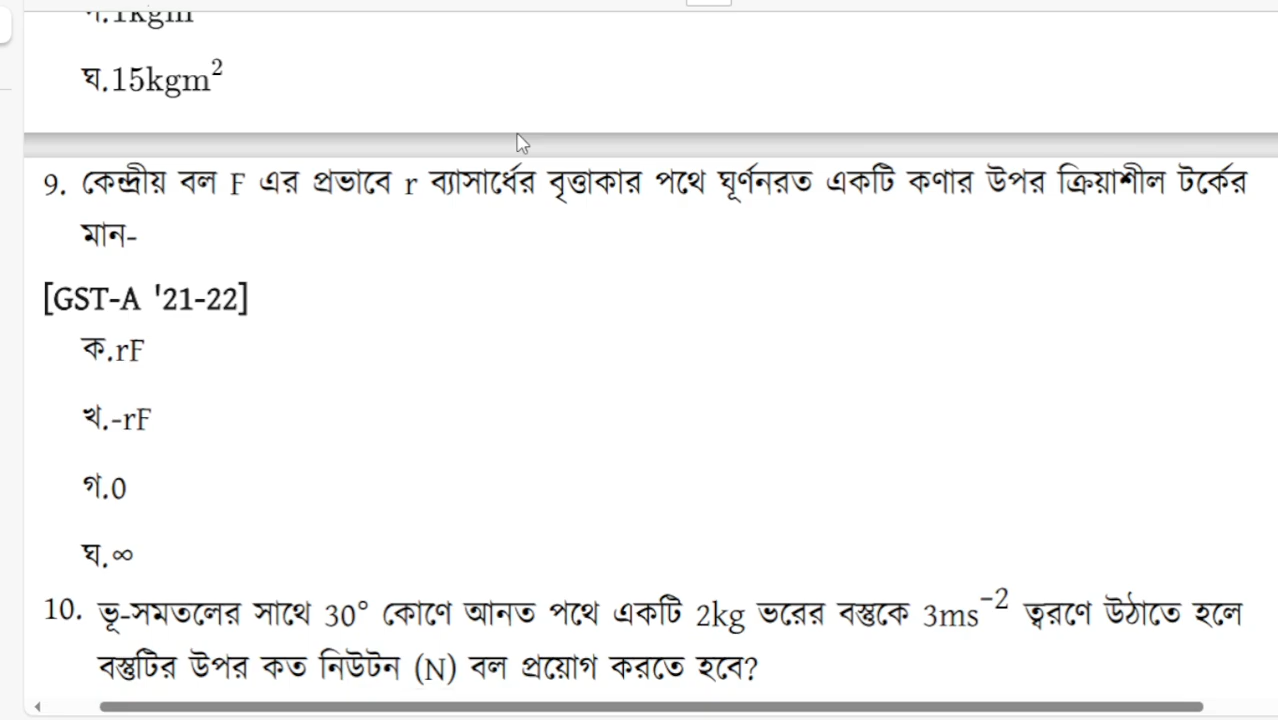 ঘ.15kgm²
9. কেন্দ্রীয় বল F এর প্রভাবে r ব্যাসার্ধের বৃত্তাকার পথে ঘূর্ণনরত একটি কণার উপর ক্রিয়াশীল টর্কের
মান-
[GST-A '21-22]
ক.rF
খ.-rF
গ.0
ঘ.∞
10. ভূ-সমতলের সাথে 30° কোণে আনত পথে একটি 2kg ভরের বস্তুকে 3ms⁻² ত্বরণে উঠাতে হলে
বস্তুটির উপর কত নিউটন (N) বল প্রয়োগ করতে হবে?